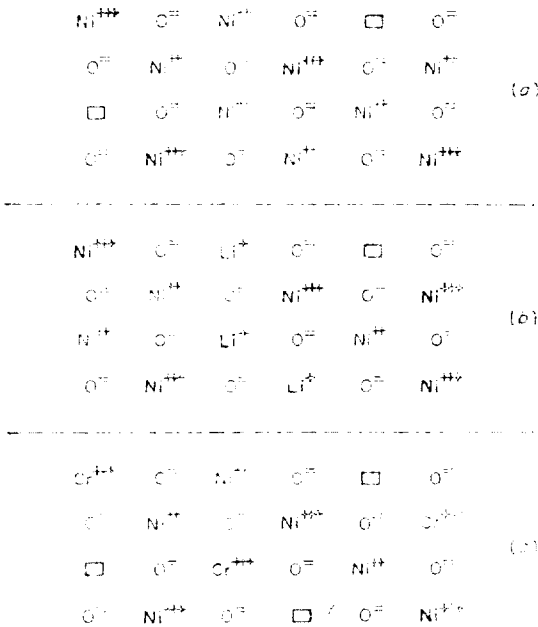 Ni+++ O= Ni++ O= □ O=
O= Ni++ O= Ni+++ O= Ni++
□ O= Ni++ O= Ni++ O=
O= Ni+++ O= Ni++ O= Ni+++
(a)
Ni+++ O= Li+ O= □ O=
O= Ni++ O= Ni+++ O= Ni+++
Ni++ O= Li+ O= Ni++ O=
O= Ni+++ O= Li+ O= Ni+++
(b)
Cr+++ O= Ni++ O= □ O=
O= Ni++ O= Ni+++ O= Cr+++
□ O= Cr+++ O= Ni++ O=
O= Ni+++ O= □ O= Ni+++